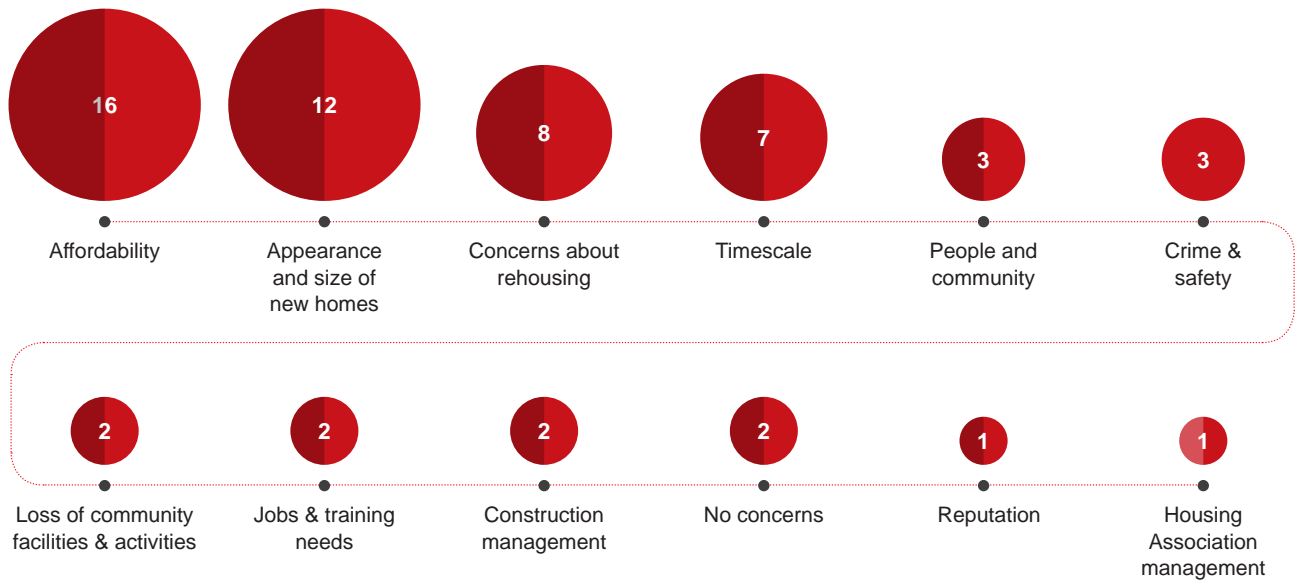 16
12
8
7
3
3
Affordability
Appearance
and size of
new homes
Concerns about
rehousing
Timescale
People and
community
Crime &
safety
2
2
2
2
1
1
Loss of community
facilities & activities
Jobs & training
needs
Construction
management
No concerns
Reputation
Housing
Association
management